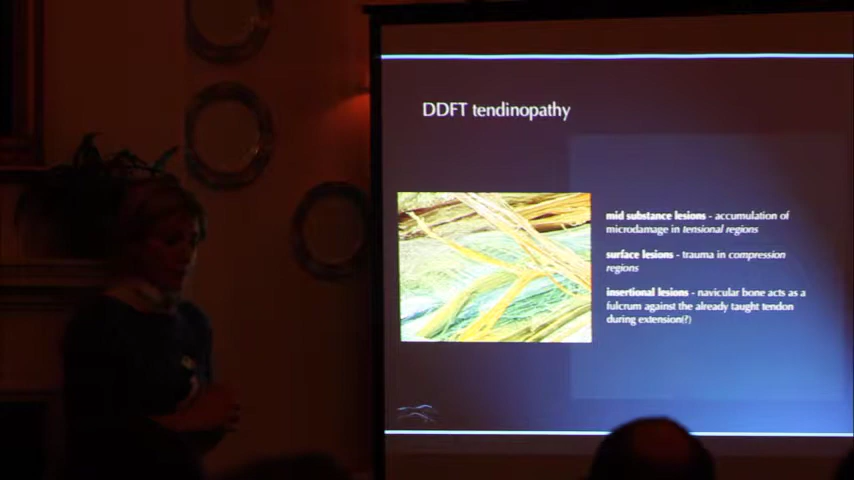 DDFT tendinopathy
mid substance lesions - accumulation of
microdamage in tensional regions
surface lesions - trauma in compression
regions
insertional lesions - navicular bone acts as a
fulcrum against the already taught tendon
during extension(?)